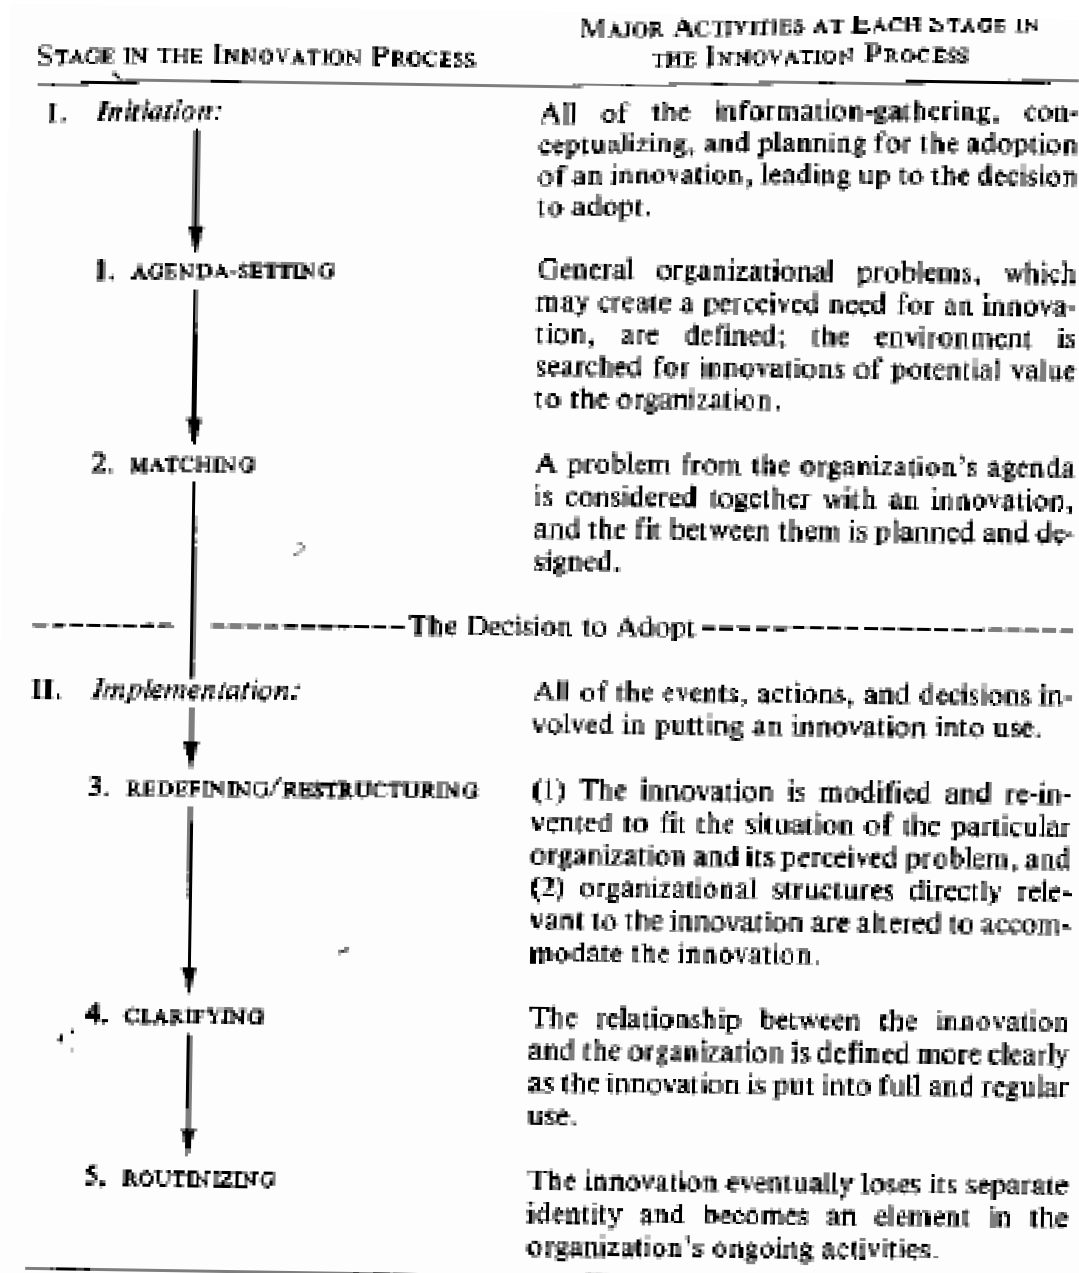 STAGE IN THE INNOVATION PROCESS
MAJOR ACTIVITIES AT EACH STAGE IN
THE INNOVATION PROCESS
I. Initiation:
All of the information-gathering, con-
ceptualizing, and planning for the adoption
of an innovation, leading up to the decision
to adopt.
1. AGENDA-SETTING
General organizational problems, which
may create a perceived need for an innova-
tion, are defined; the environment is
searched for innovations of potential value
to the organization.
2. MATCHING
A problem from the organization's agenda
is considered together with an innovation,
and the fit between them is planned and de-
signed.
The Decision to Adopt
II. Implementation:
All of the events, actions, and decisions in-
volved in putting an innovation into use.
3. REDEFINING/RESTRUCTURING
(1) The innovation is modified and re-in-
vented to fit the situation of the particular
organization and its perceived problem, and
(2) organizational structures directly rele-
vant to the innovation are altered to accom-
modate the innovation.
4. CLARIFYING
The relationship between the innovation
and the organization is defined more clearly
as the innovation is put into full and regular
use.
5. ROUTINIZING
The innovation eventually loses its separate
identity and becomes an element in the
organization's ongoing activities.